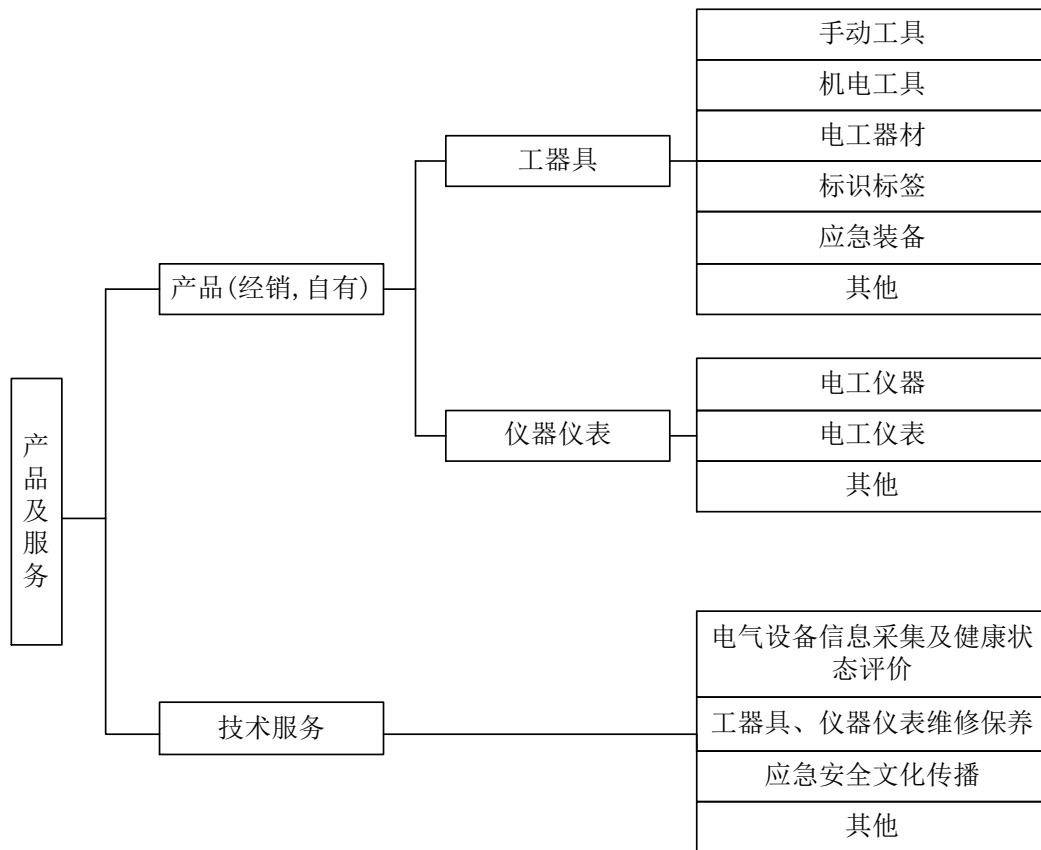 手动工具
机电工具
电工器材
工器具
标识标签
应急装备
产品(经销,自有)
其他
电工仪器
产品及服务
仪器仪表
电工仪表
其他
电气设备信息采集及健康状
态评价
技术服务
工器具、仪器仪表维修保养
应急安全文化传播
其他